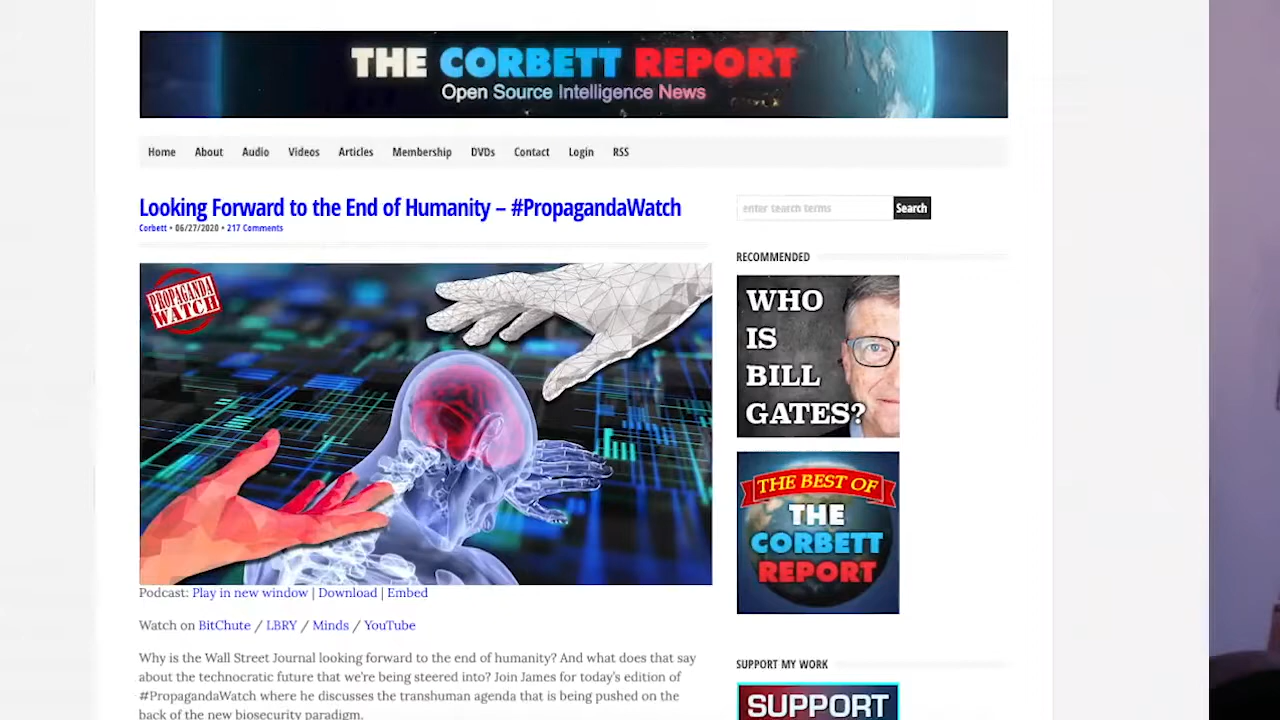 THE CORBETT REPORT
Open Source Intelligence News
Home About Audio Videos Articles Membership DVDs Contact Login RSS
Looking Forward to the End of Humanity – #PropagandaWatch
Corbett • 06/27/2020 • 217 Comments
PROPAGANDA
WATCH
Podcast: Play in new window | Download | Embed
Watch on BitChute / LBRY / Minds / YouTube
Why is the Wall Street Journal looking forward to the end of humanity? And what does that say
about the technocratic future that we're being steered into? Join James for today's edition of
#PropagandaWatch where he discusses the transhuman agenda that is being pushed on
the back of the new biosecurity paradigm.
enter search terms Search
RECOMMENDED
WHO
IS
BILL
GATES?
THE BEST OF
THE
CORBETT
REPORT
SUPPORT MY WORK
SUPPORT